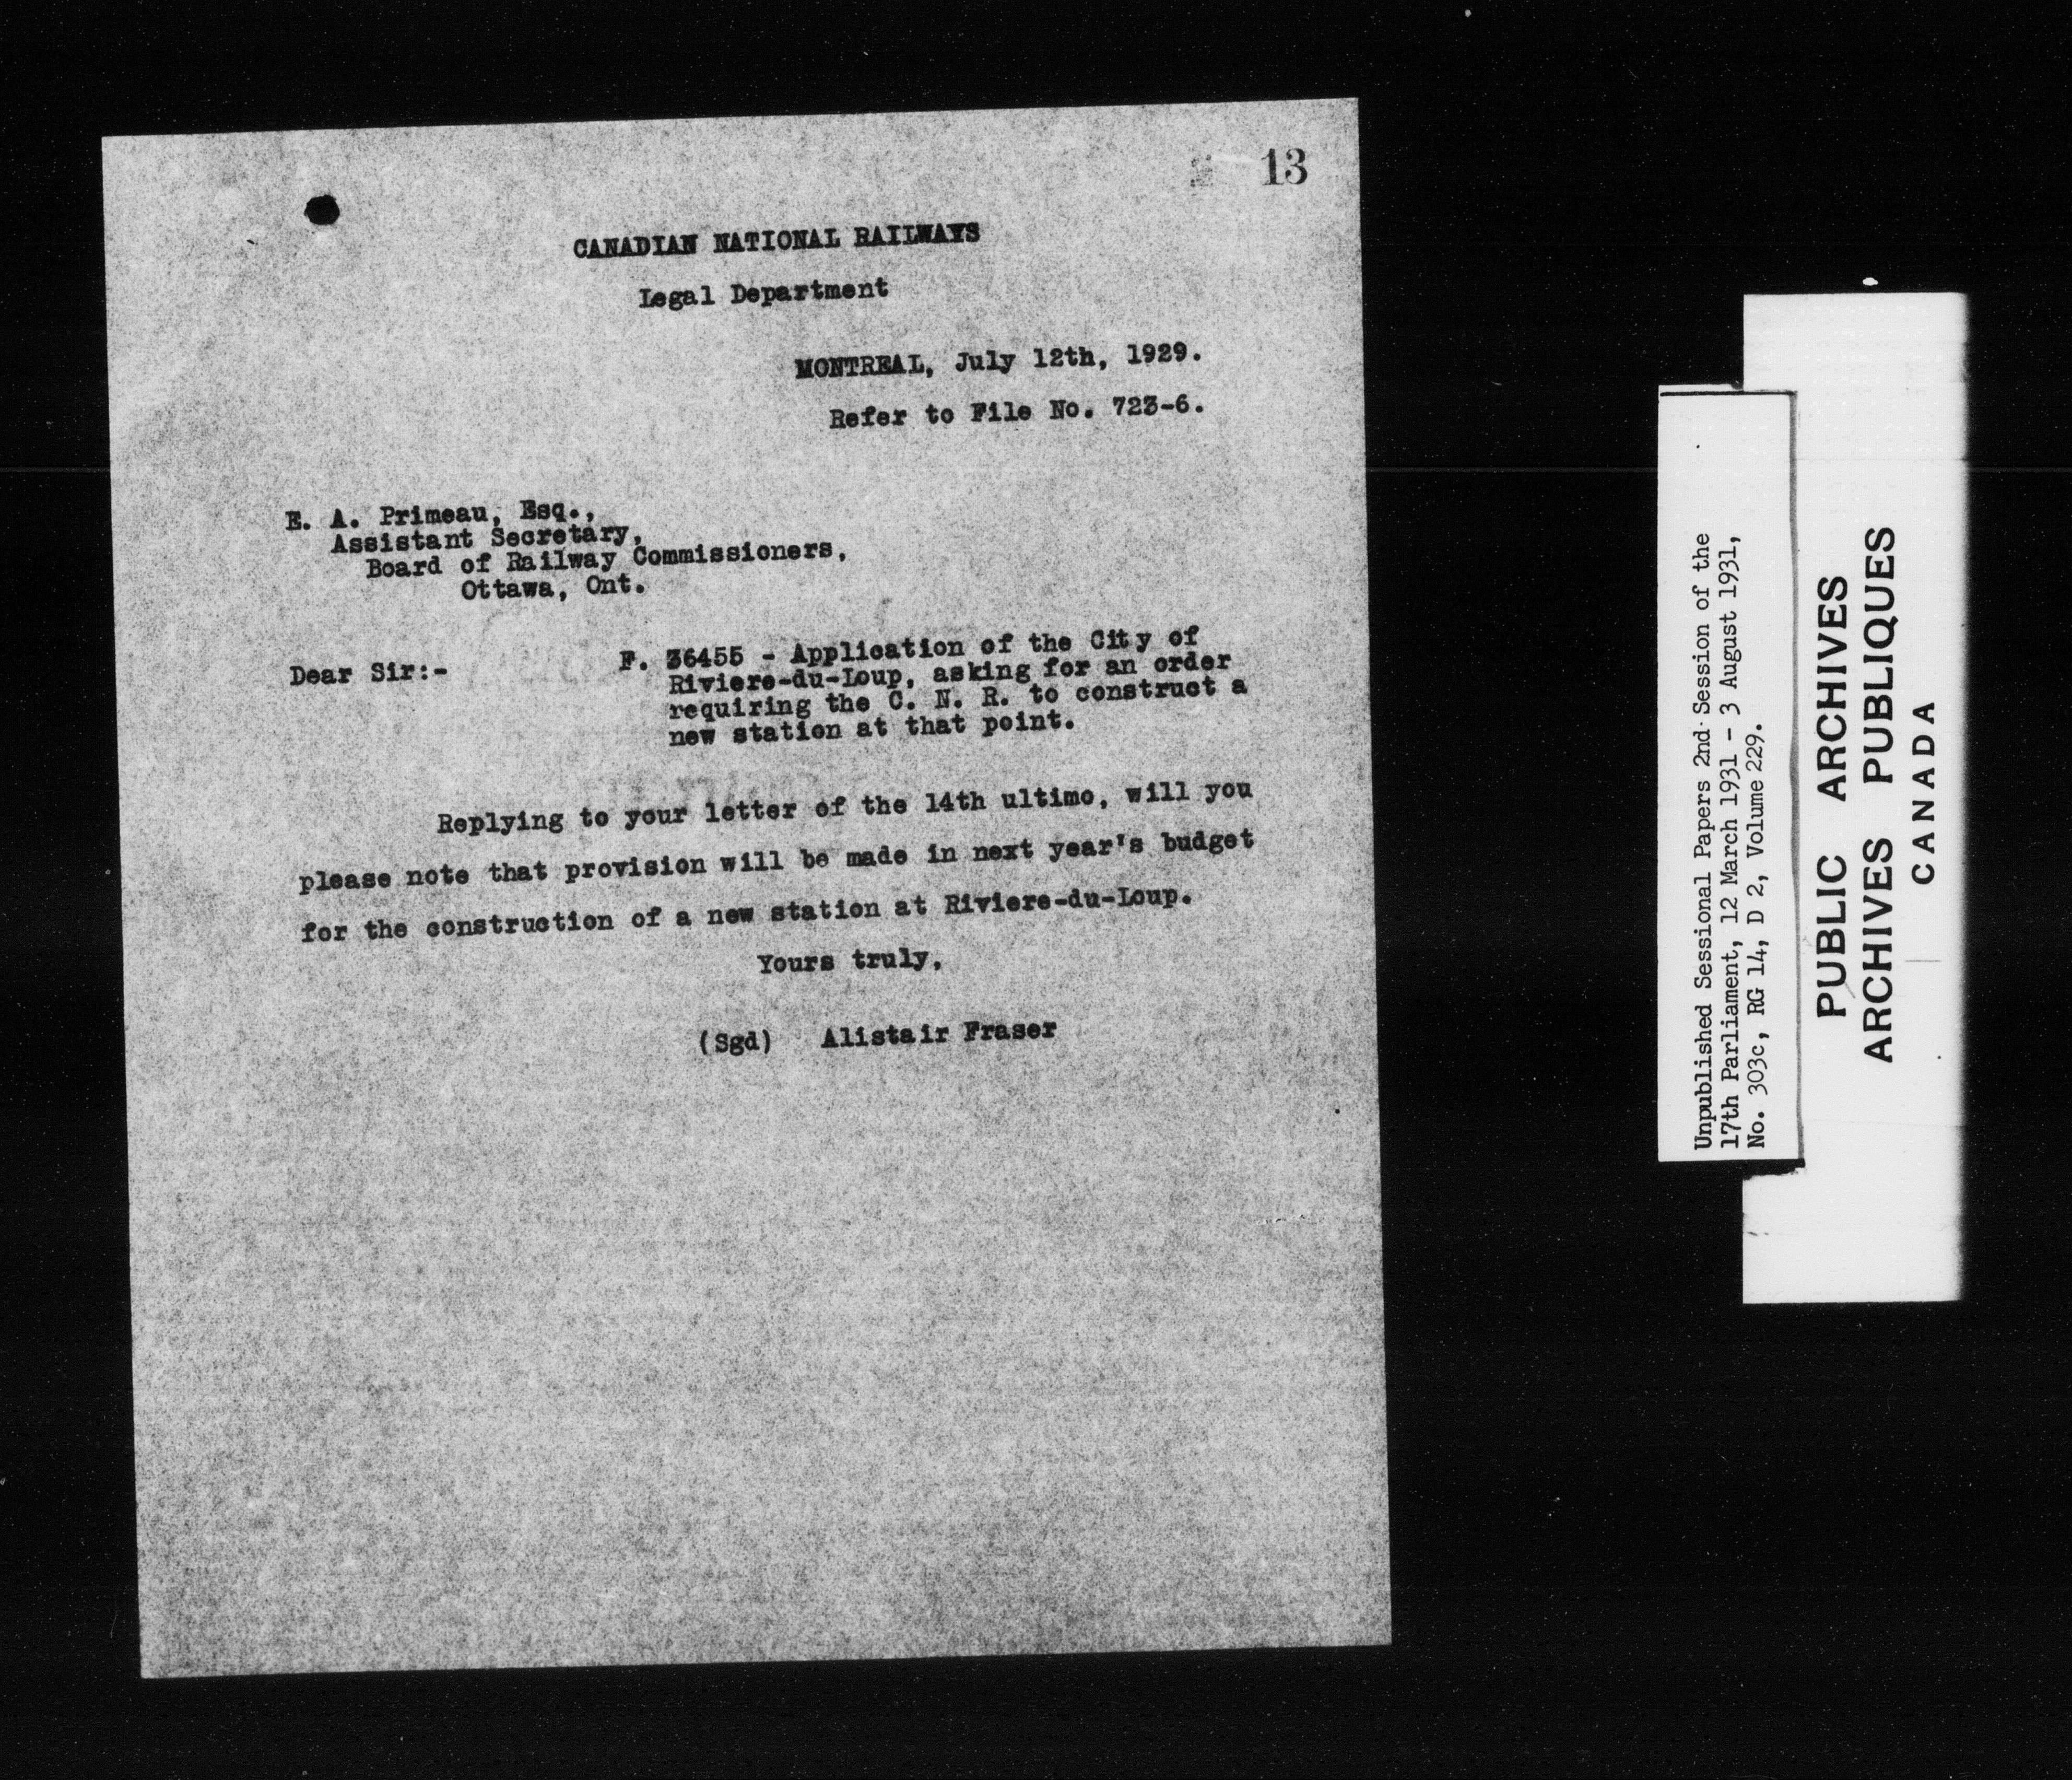 13
CANADIAN NATIONAL RAILWAYS
Legal Department
MONTREAL, July 12th, 1929.
Refer to File No. 723-6.
E. A. Primeau, Esq.,
Assistant Secretary,
Board of Railway Commissioners,
Ottawa, Ont.
Dear Sir:-
F. 36455 - Application of the City of
Riviere-du-Loup, asking for an order
requiring the C. N. R. to construct a
new station at that point.
Replying to your letter of the 14th ultimo, will you
please note that provision will be made in next year's budget
for the construction of a new station at Riviere-du-Loup.
Yours truly,
(Sgd) Alistair Fraser
Unpublished Sessional Papers 2nd Session of the
17th Parliament, 12 March 1931 - 3 August 1931,
No. 303c, RG 14, D 2, Volume 229.
PUBLIC ARCHIVES
ARCHIVES PUBLIQUES
CANADA